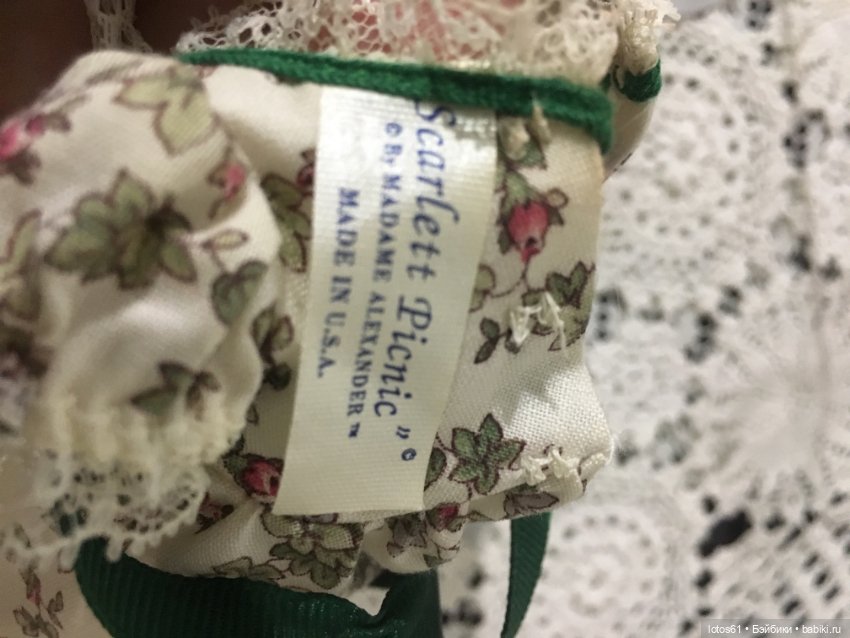 Scarlett Picnic"©
© By MADAME ALEXANDER™
MADE IN U.S.A.
lotos61 • Бэйбики • babiki.ru